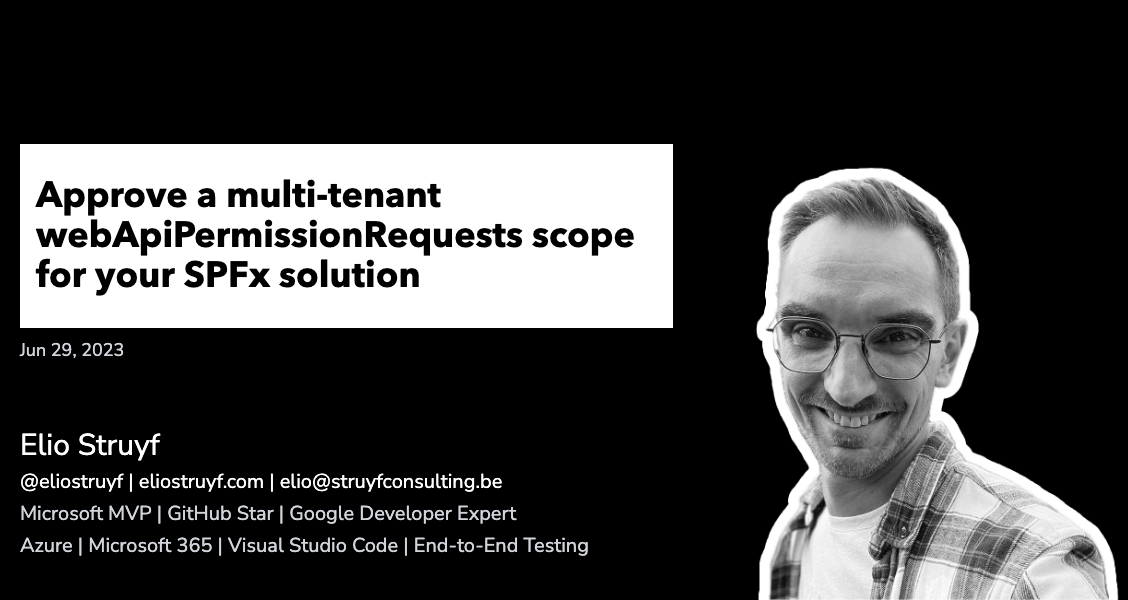 Approve a multi-tenant
webApiPermissionRequests scope
for your SPFx solution
Jun 29, 2023
Elio Struyf
@eliostruyf | eliostruyf.com | elio@struyfconsulting.be
Microsoft MVP | GitHub Star | Google Developer Expert
Azure | Microsoft 365 | Visual Studio Code | End-to-End Testing